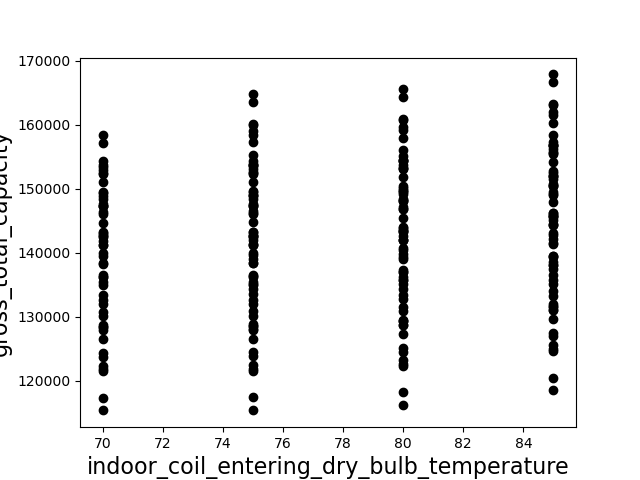 170000
160000
150000
140000
130000
120000
gross_total_capacity
70 72 74 76 78 80 82 84
indoor_coil_entering_dry_bulb_temperature